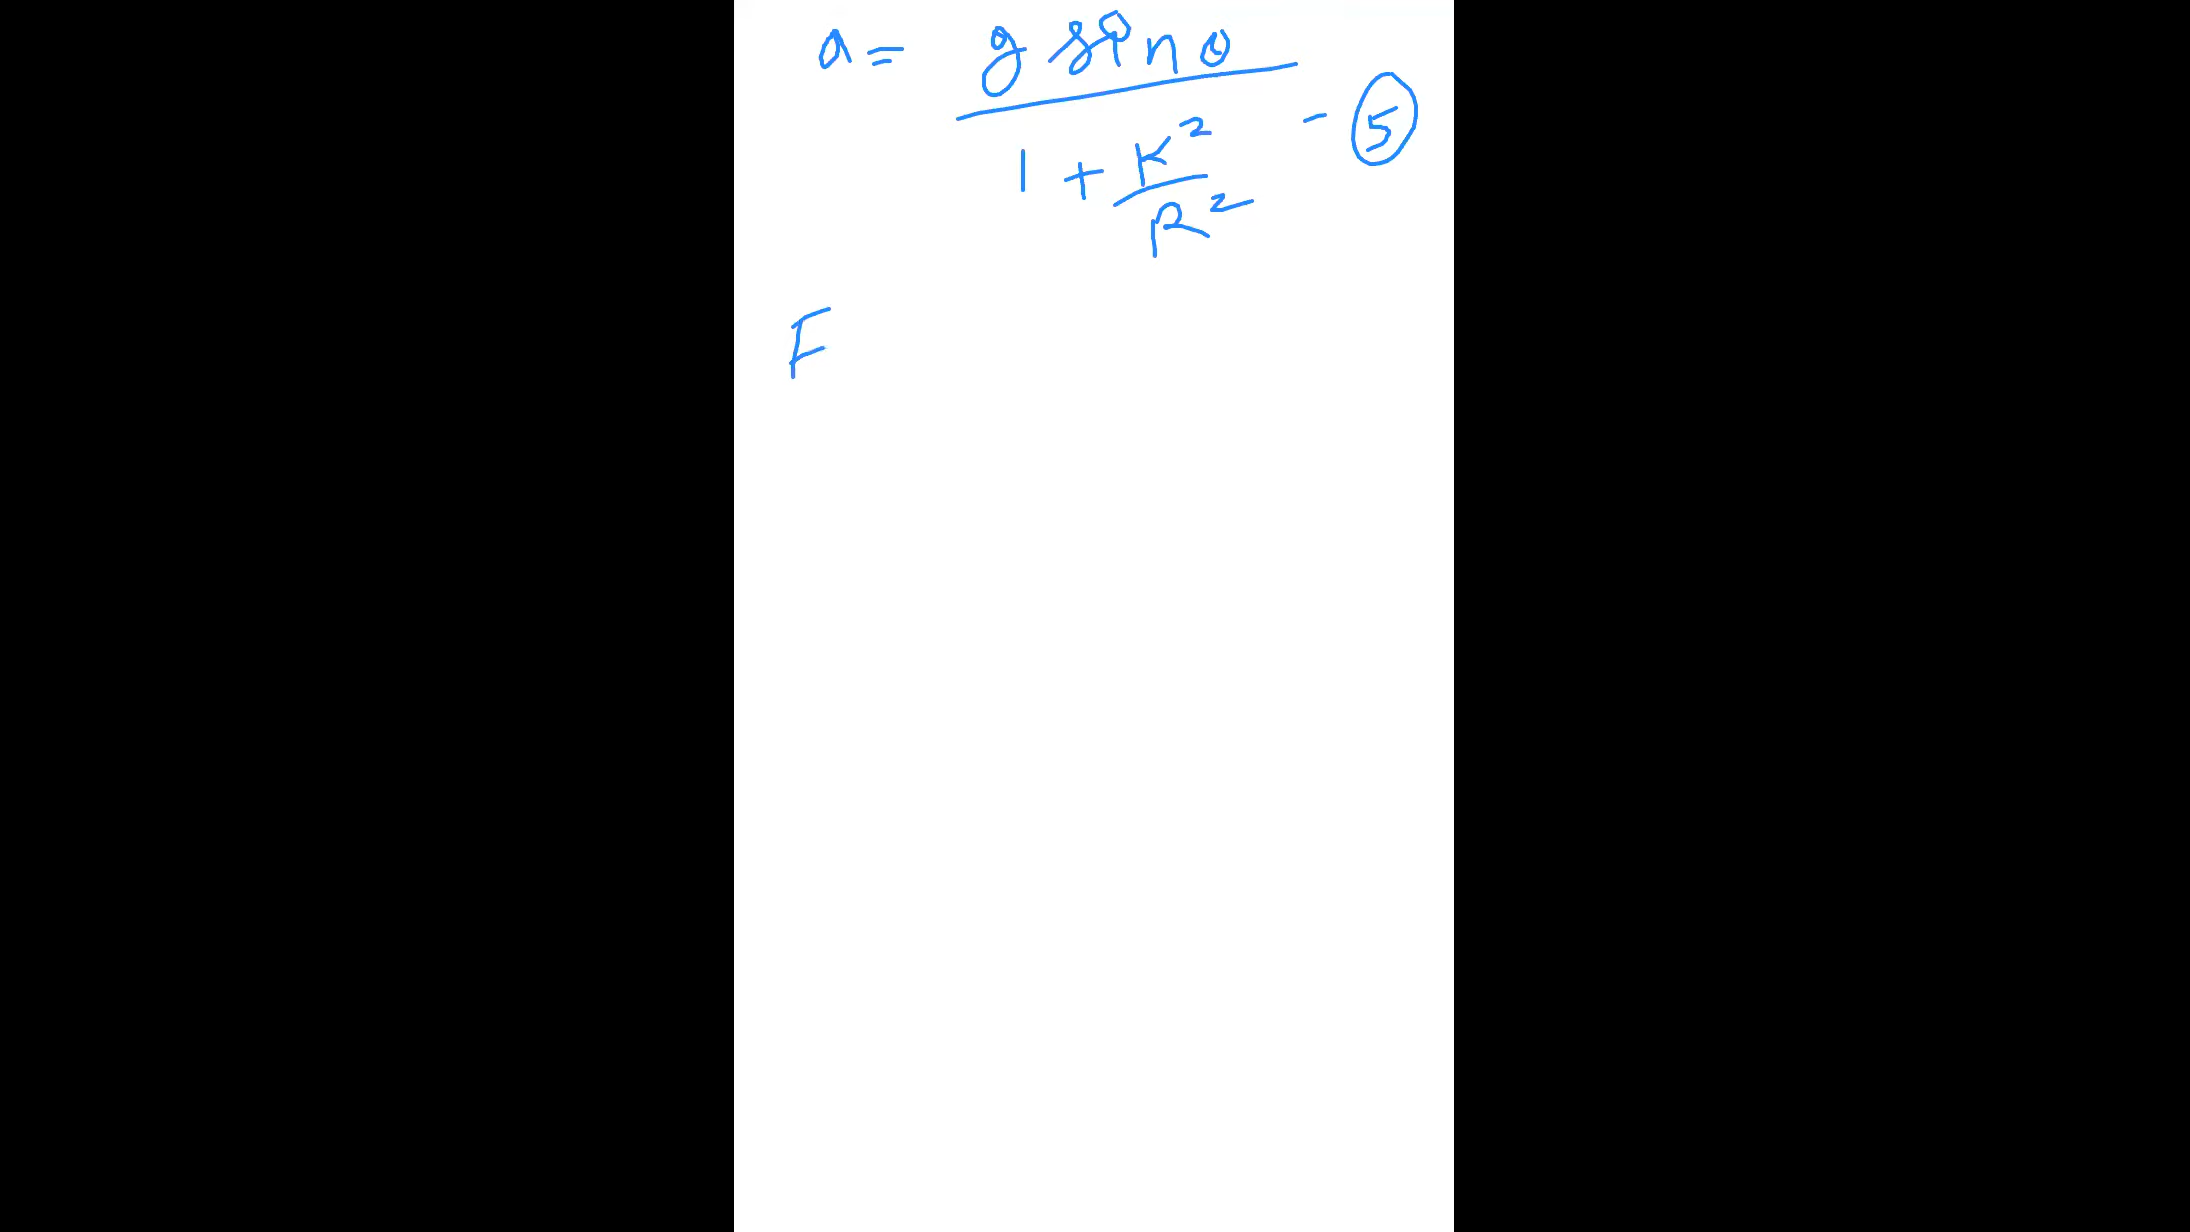 a = g sin θ / 1 + K²/R² - ⑤
F